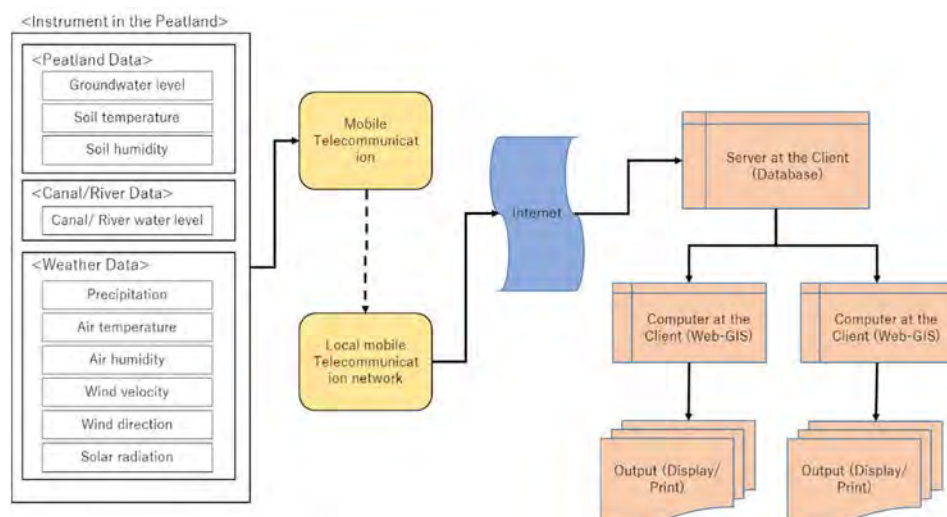 <Instrument in the Peatland>
<Peatland Data>
Groundwater level
Soil temperature
Soil humidity
<Canal/River Data>
Canal/ River water level
<Weather Data>
Precipitation
Air temperature
Air humidity
Wind velocity
Wind direction
Solar radiation
Mobile
Telecommunicat
ion
Local mobile
Telecommunicat
ion network
Internet
Server at the Client
(Database)
Computer at the
Client (Web-GIS)
Computer at the
Client (Web-GIS)
Output (Display/
Print)
Output (Display/
Print)